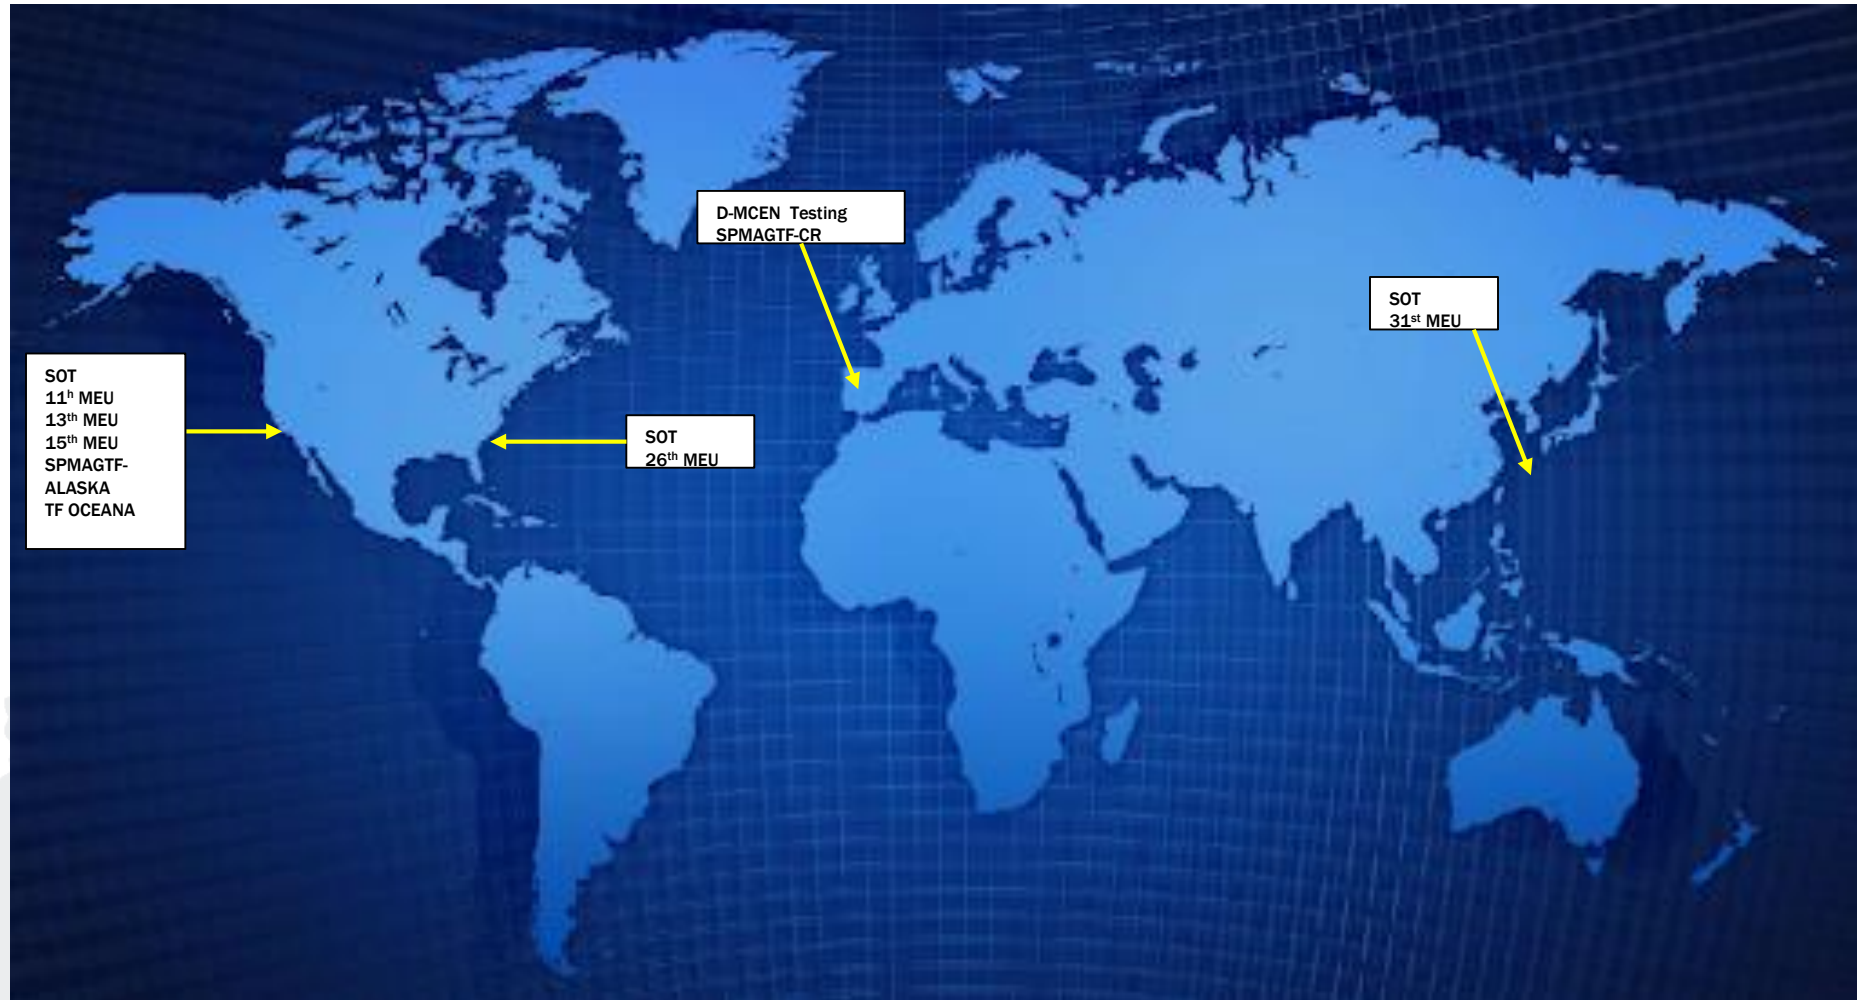 D-MCEN Testing
SPMAGTF-CR
SOT
31st MEU
SOT
11h MEU
13th MEU
15th MEU
SPMAGTF-
ALASKA
TF OCEANA
SOT
26th MEU